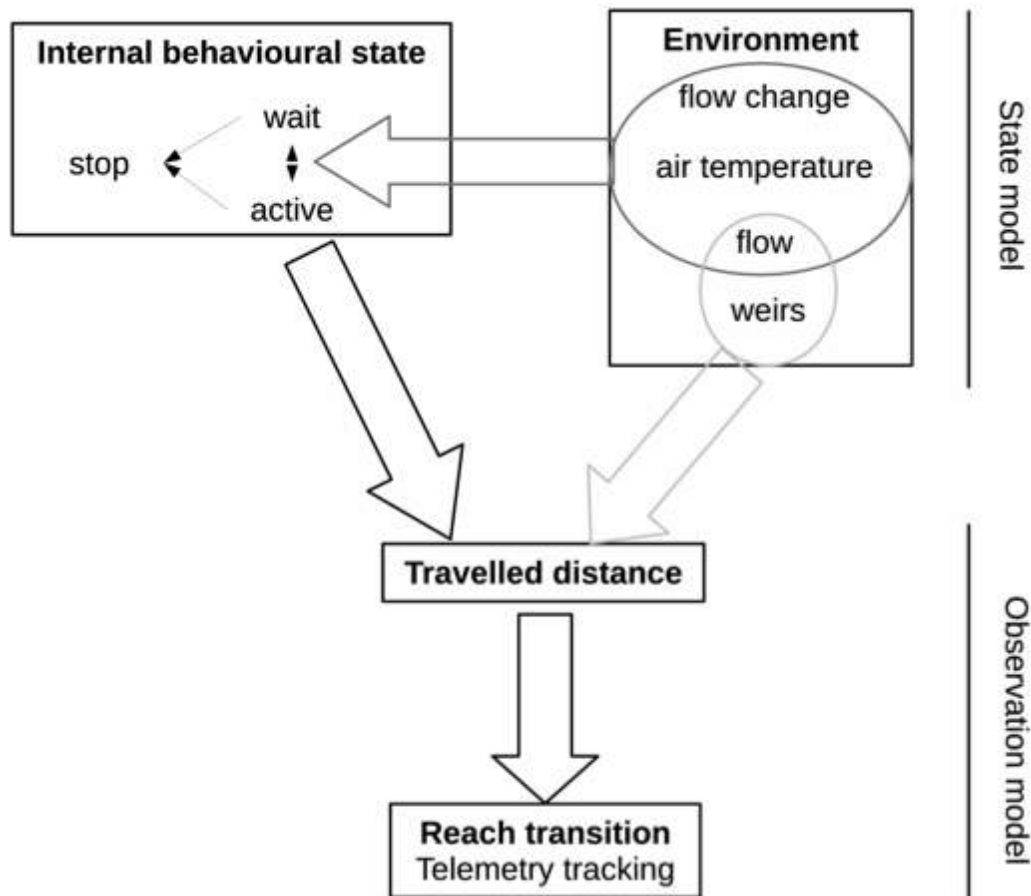 Internal behavioural state
wait
stop
active
Environment
flow change
air temperature
flow
weirs
State model
Travelled distance
Reach transition
Telemetry tracking
Observation model